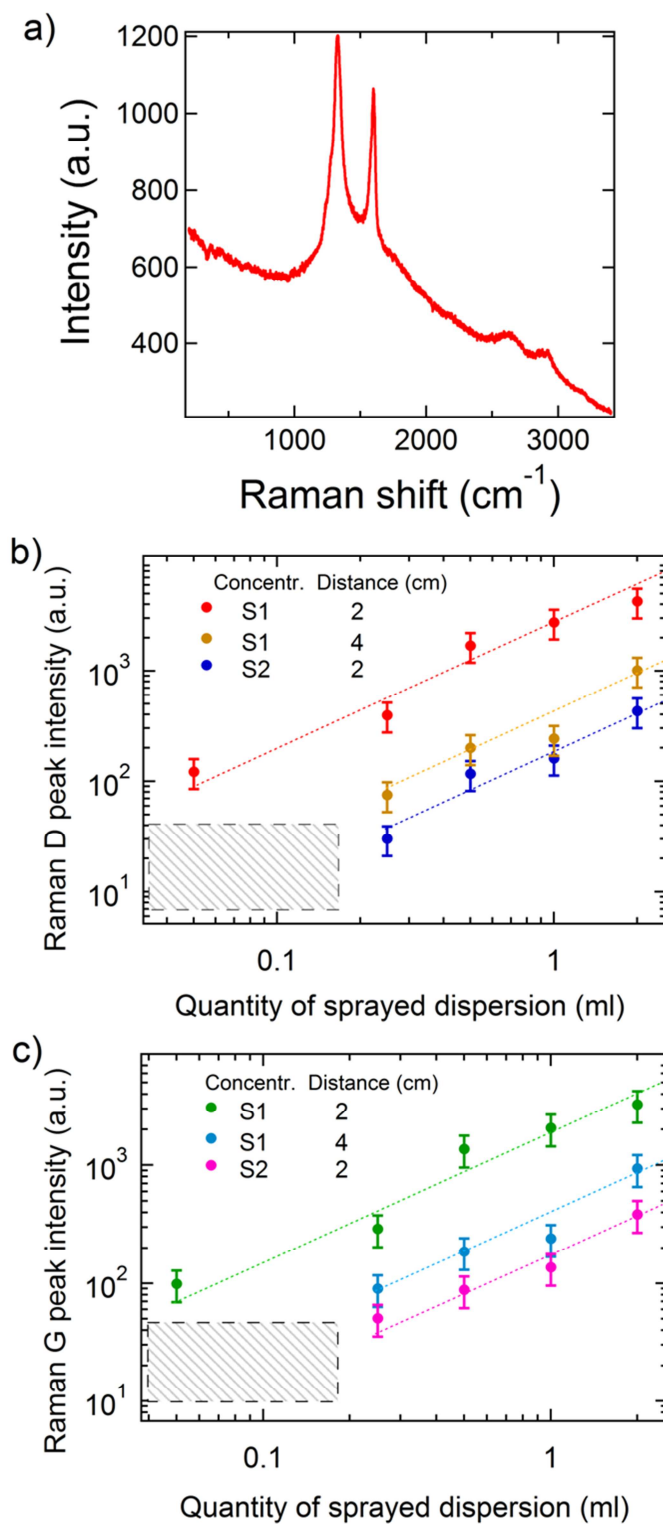 a)
1200
1000
800
600
400
Intensity (a.u.)
1000 2000 3000
Raman shift (cm⁻¹)
b)
Concentr. Distance (cm)
S1 2
S1 4
S2 2
10³
10²
10¹
Raman D peak intensity (a.u.)
0.1 1
Quantity of sprayed dispersion (ml)
c)
Concentr. Distance (cm)
S1 2
S1 4
S2 2
10³
10²
10¹
Raman G peak intensity (a.u.)
0.1 1
Quantity of sprayed dispersion (ml)